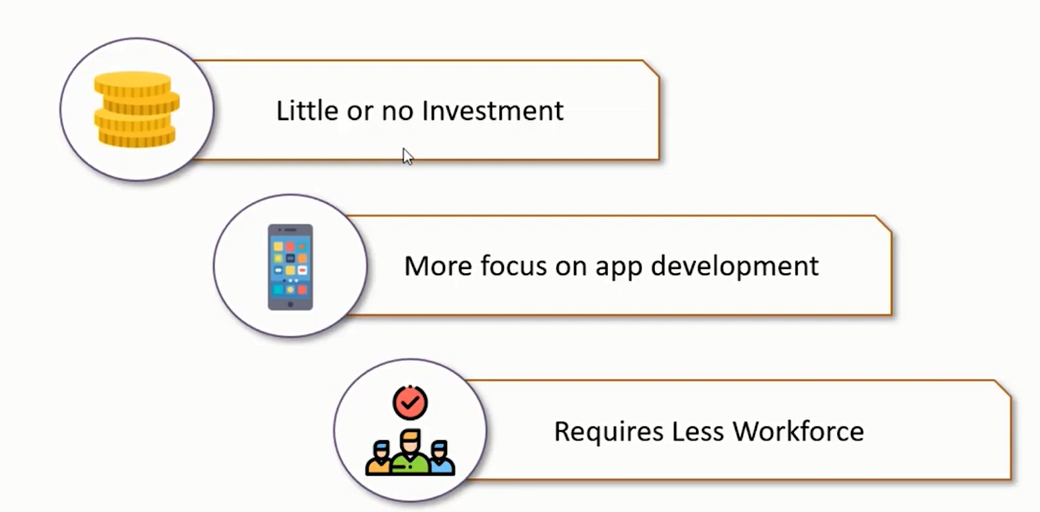 Little or no Investment
More focus on app development
Requires Less Workforce